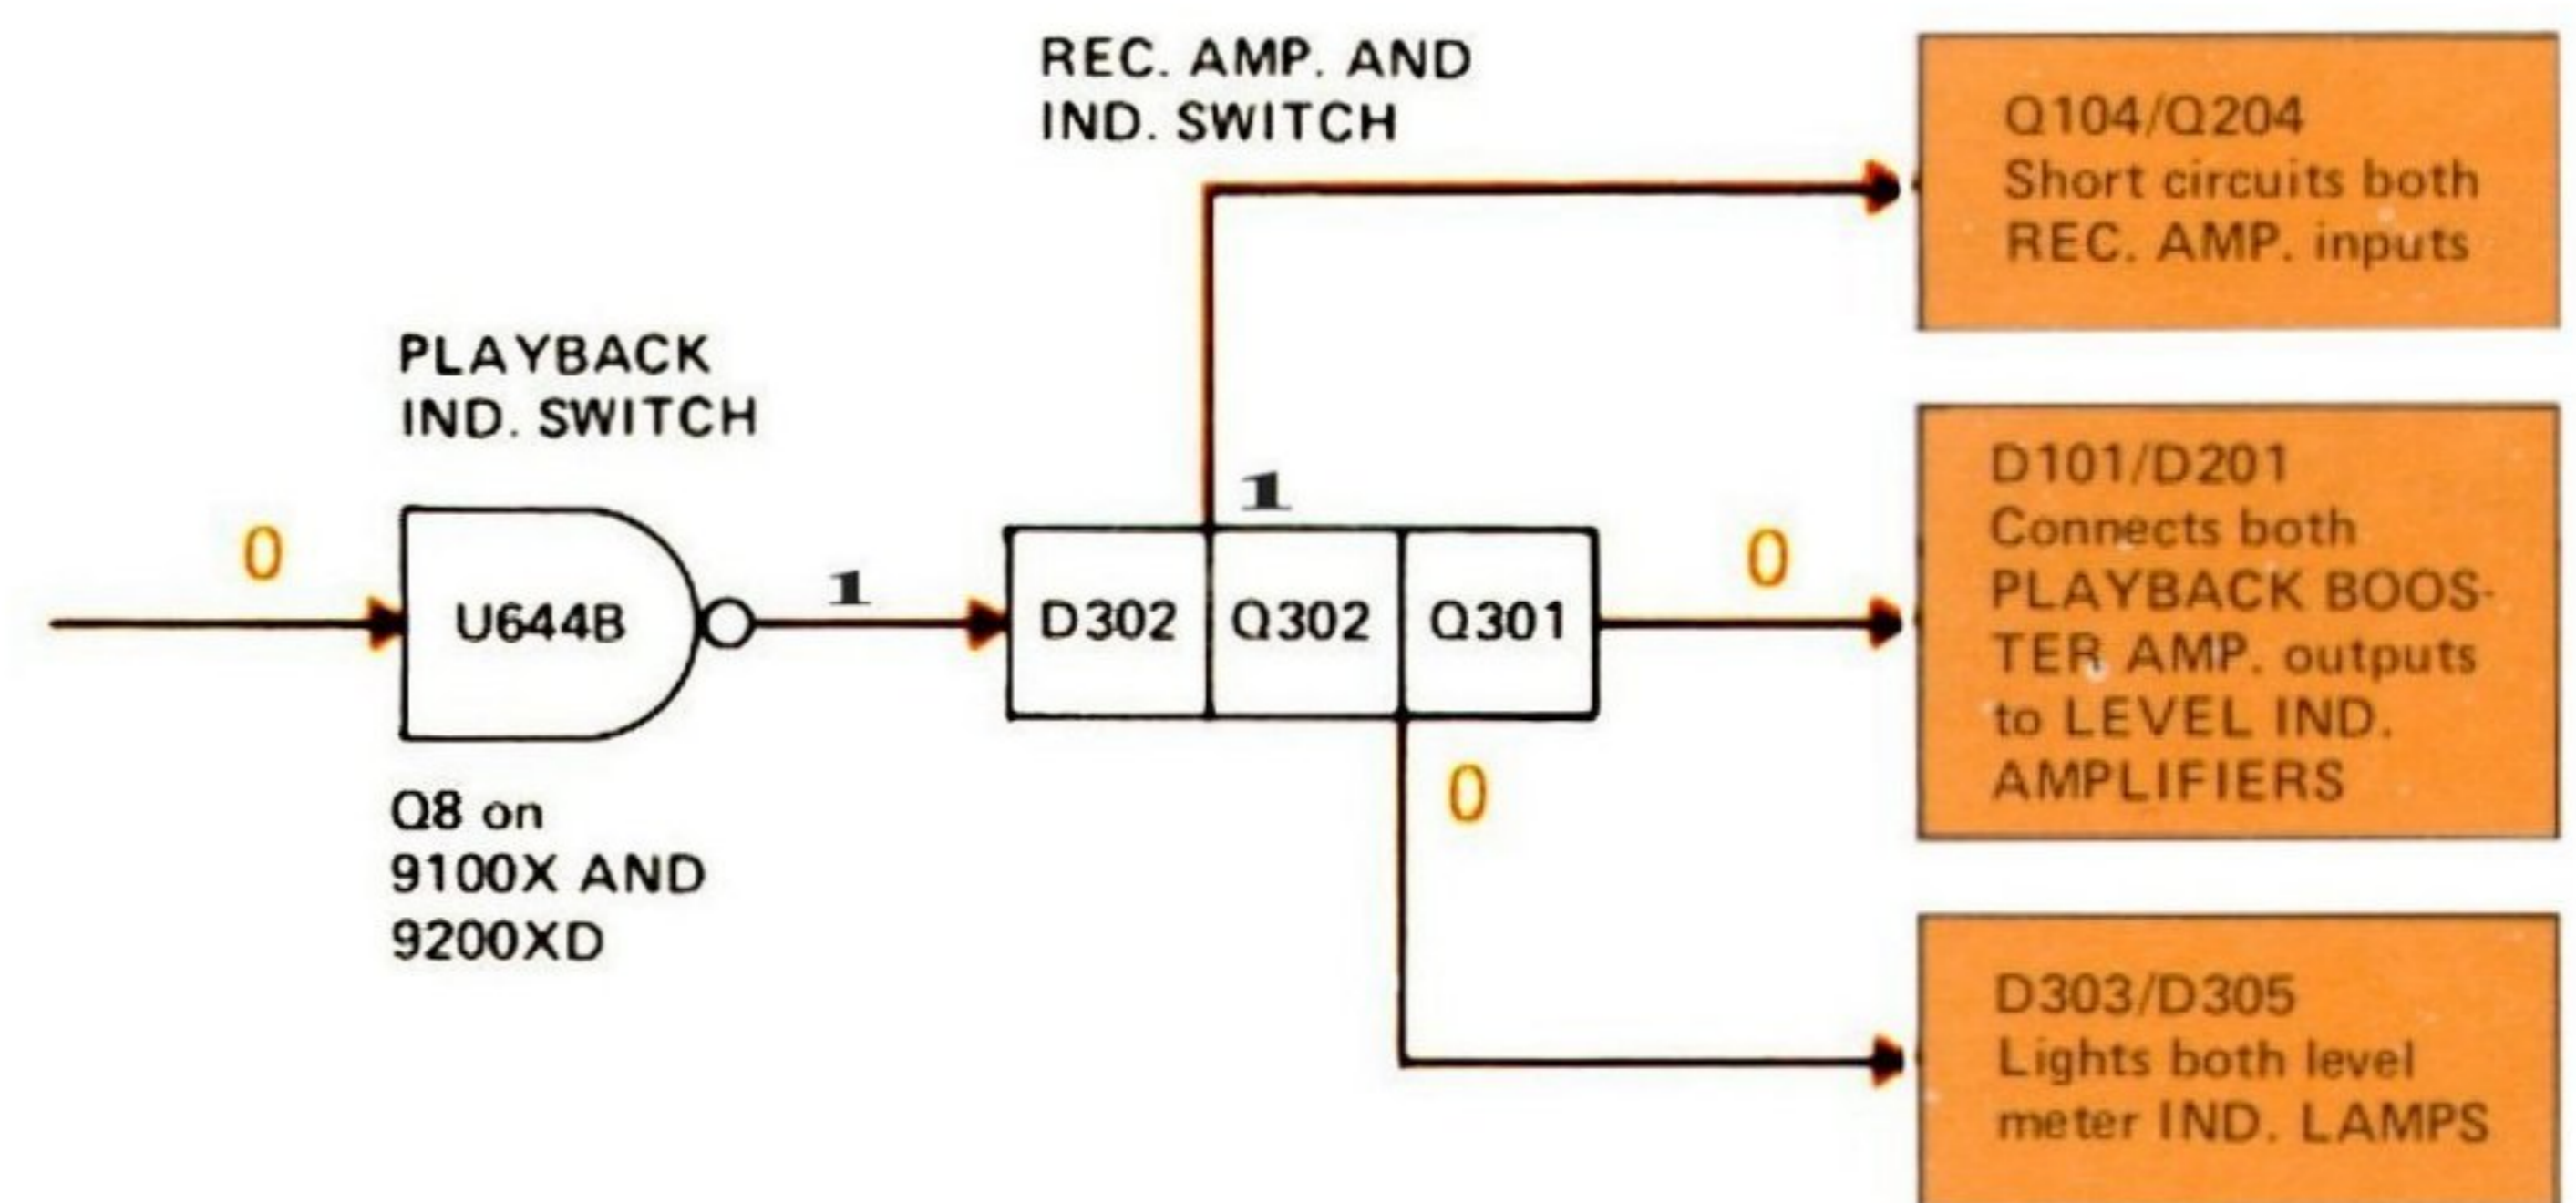 REC. AMP. AND
IND. SWITCH
Q104/Q204
Short circuits both
REC. AMP. inputs
PLAYBACK
IND. SWITCH
0
U644B
1
D302
1
Q302
Q301
0
0
D101/D201
Connects both
PLAYBACK BOOS-
TER AMP. outputs
to LEVEL IND.
AMPLIFIERS
Q8 on
9100X AND
9200XD
D303/D305
Lights both level
meter IND. LAMPS